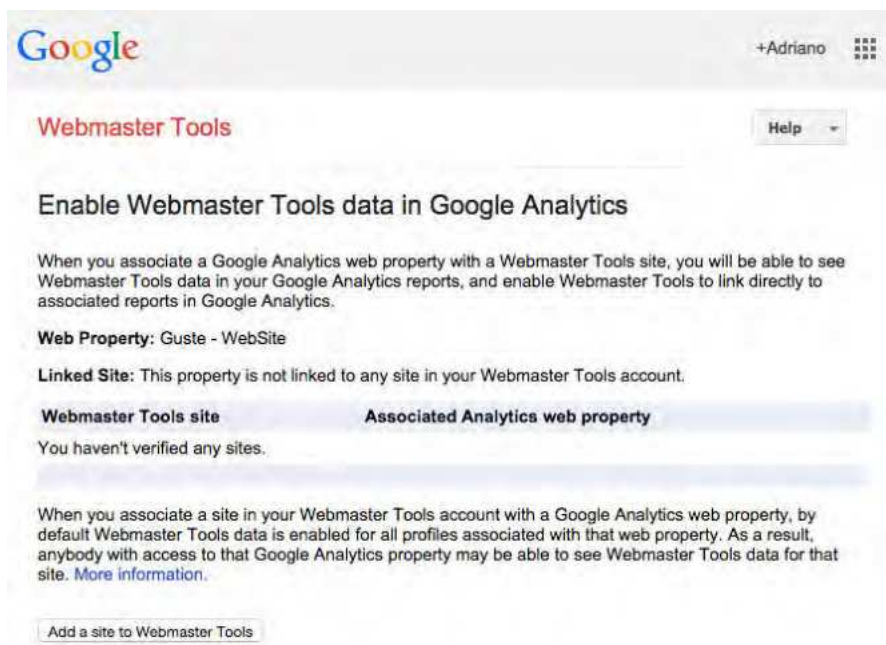 Google
+Adriano
Webmaster Tools
Help
Enable Webmaster Tools data in Google Analytics
When you associate a Google Analytics web property with a Webmaster Tools site, you will be able to see
Webmaster Tools data in your Google Analytics reports, and enable Webmaster Tools to link directly to
associated reports in Google Analytics.
Web Property: Guste - WebSite
Linked Site: This property is not linked to any site in your Webmaster Tools account.
Webmaster Tools site Associated Analytics web property
You haven't verified any sites.
When you associate a site in your Webmaster Tools account with a Google Analytics web property, by
default Webmaster Tools data is enabled for all profiles associated with that web property. As a result,
anybody with access to that Google Analytics property may be able to see Webmaster Tools data for that
site. More information.
Add a site to Webmaster Tools